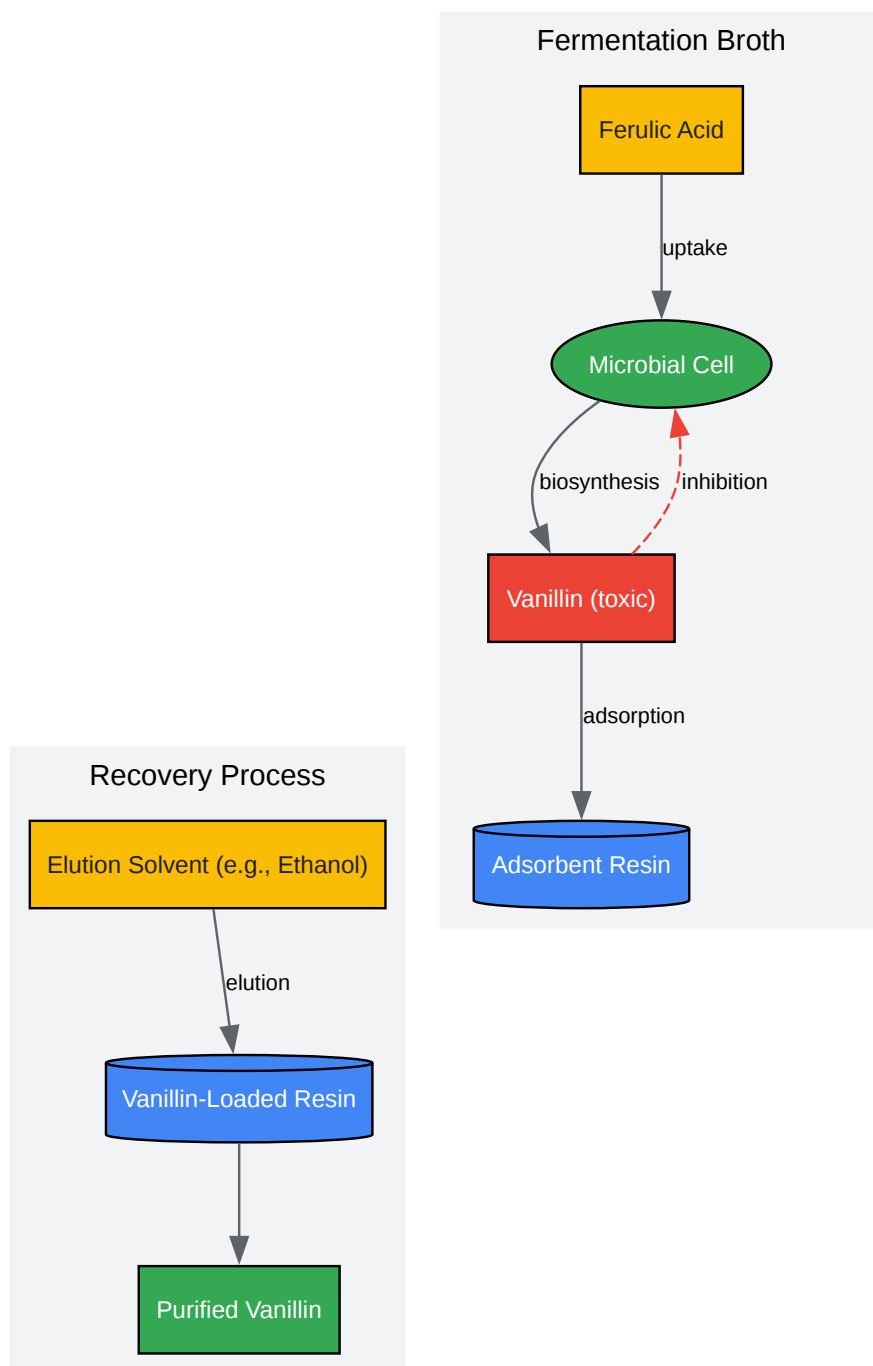 Fermentation Broth
Ferulic Acid
uptake
Microbial Cell
biosynthesis
inhibition
Vanillin (toxic)
adsorption
Adsorbent Resin
Recovery Process
Elution Solvent (e.g., Ethanol)
elution
Vanillin-Loaded Resin
Purified Vanillin